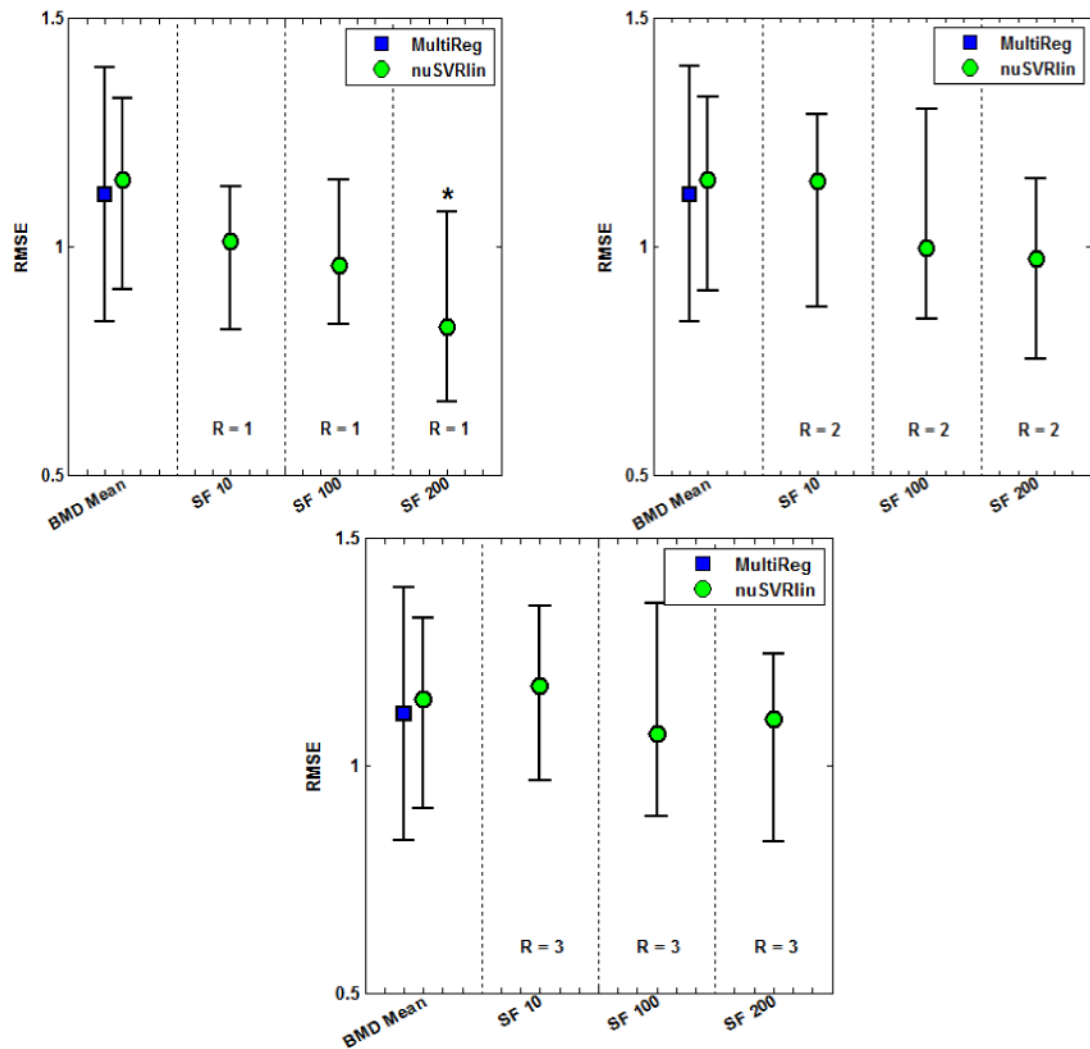 1.5
MultiReg
nuSVRlin
*
RMSE
1
R = 1
R = 1
R = 1
0.5
BMD Mean
SF 10
SF 100
SF 200
1.5
MultiReg
nuSVRlin
RMSE
1
R = 2
R = 2
R = 2
0.5
BMD Mean
SF 10
SF 100
SF 200
1.5
MultiReg
nuSVRlin
RMSE
1
R = 3
R = 3
R = 3
0.5
BMD Mean
SF 10
SF 100
SF 200